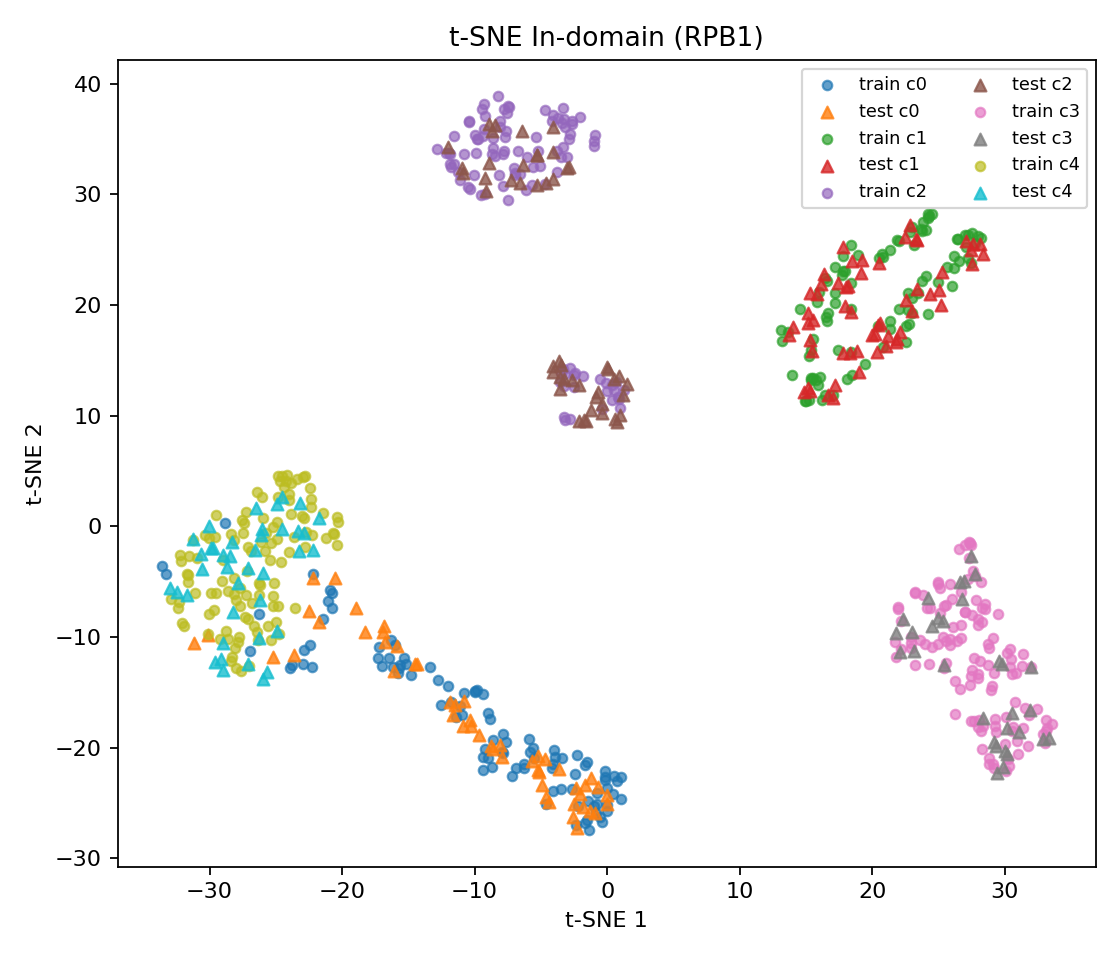 t-SNE In-domain (RPB1)
train c0
test c0
train c1
test c1
train c2
test c2
train c3
test c3
train c4
test c4
40
30
20
10
0
−10
−20
−30
t-SNE 2
−30
−20
−10
0
10
20
30
t-SNE 1